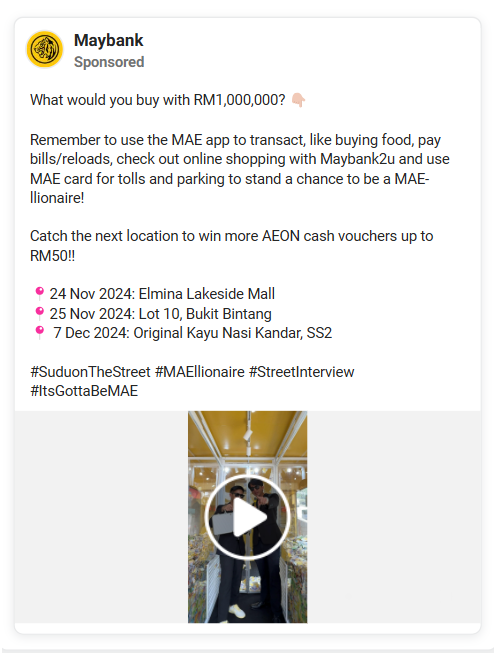 Maybank
Sponsored
What would you buy with RM1,000,000? 👇🏻
Remember to use the MAE app to transact, like buying food, pay
bills/reloads, check out online shopping with Maybank2u and use
MAE card for tolls and parking to stand a chance to be a MAE-
llionaire!
Catch the next location to win more AEON cash vouchers up to
RM50!!
📍 24 Nov 2024: Elmina Lakeside Mall
📍 25 Nov 2024: Lot 10, Bukit Bintang
📍 7 Dec 2024: Original Kayu Nasi Kandar, SS2
#SuduonTheStreet #MAEllionaire #StreetInterview
#ItsGottaBeMAE